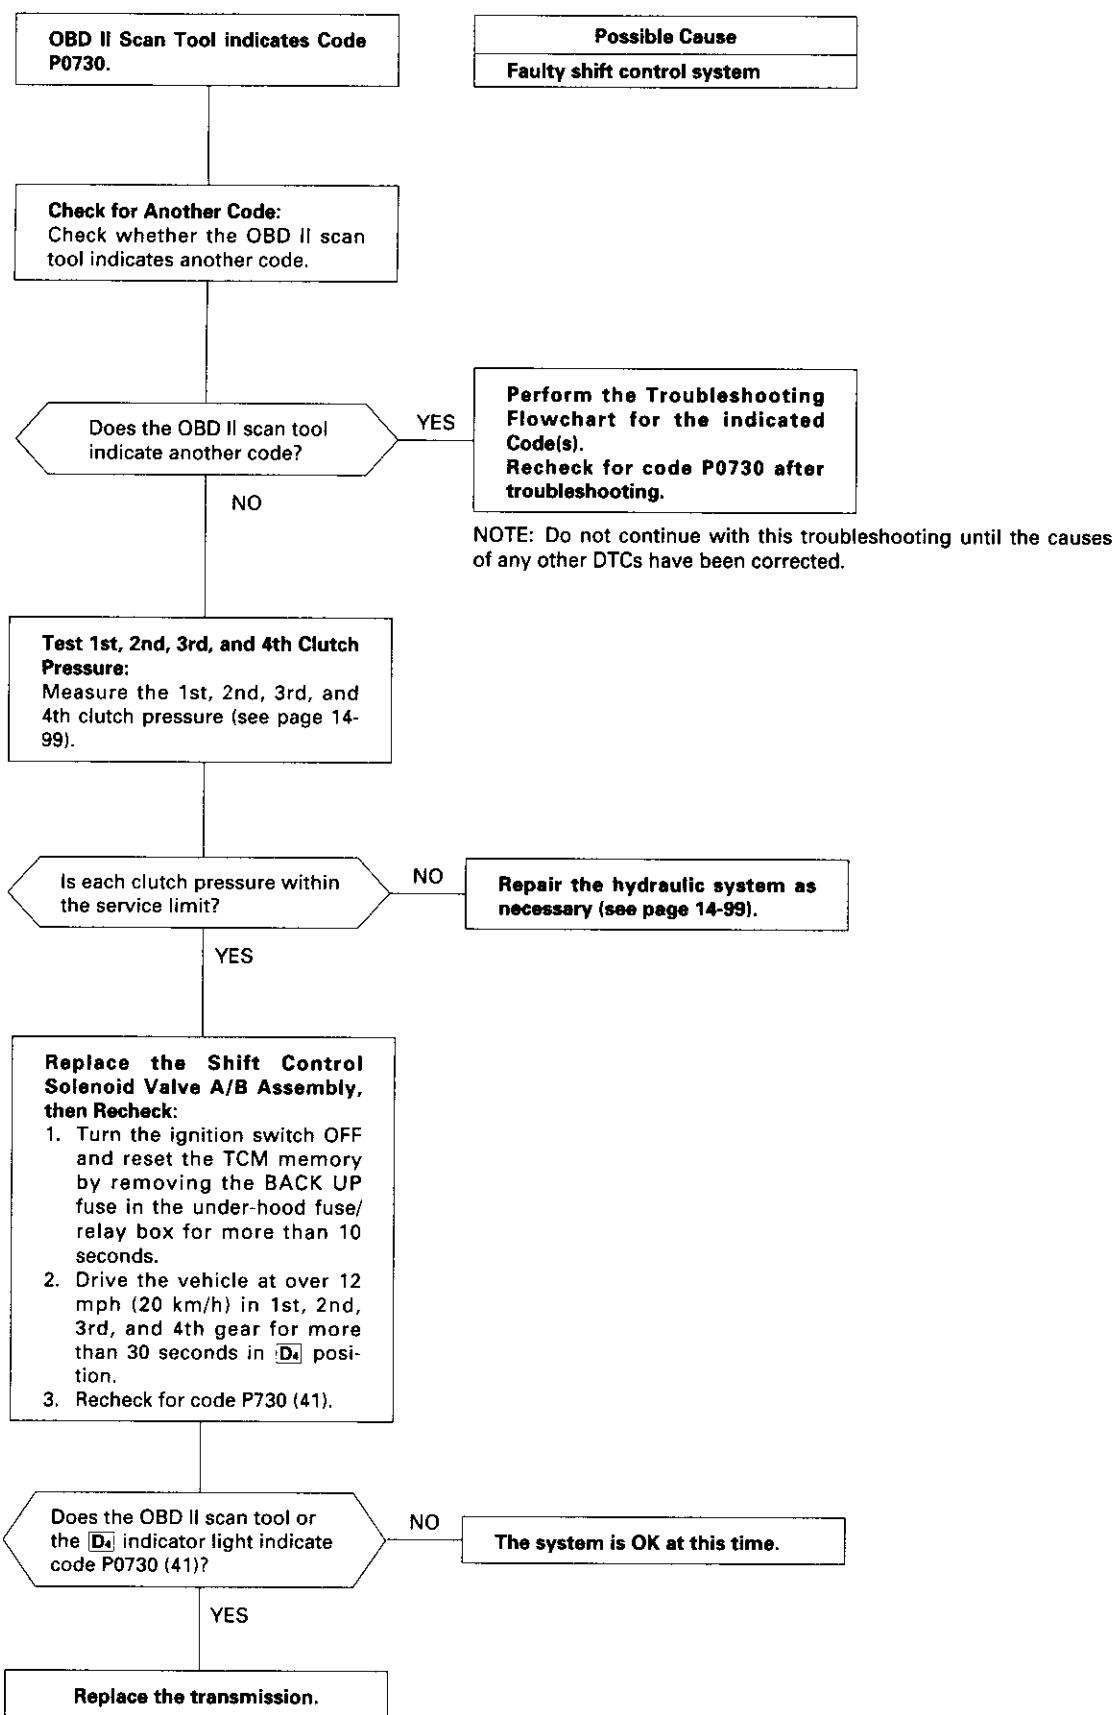 OBD II Scan Tool indicates Code
P0730.
Possible Cause
Faulty shift control system
Check for Another Code:
Check whether the OBD II scan
tool indicates another code.
Does the OBD II scan tool
indicate another code?
YES
Perform the Troubleshooting
Flowchart for the indicated
Code(s).
Recheck for code P0730 after
troubleshooting.
NO
NOTE: Do not continue with this troubleshooting until the causes
of any other DTCs have been corrected.
Test 1st, 2nd, 3rd, and 4th Clutch
Pressure:
Measure the 1st, 2nd, 3rd, and
4th clutch pressure (see page 14-
99).
Is each clutch pressure within
the service limit?
NO
Repair the hydraulic system as
necessary (see page 14-99).
YES
Replace the Shift Control
Solenoid Valve A/B Assembly,
then Recheck:
1. Turn the ignition switch OFF
and reset the TCM memory
by removing the BACK UP
fuse in the under-hood fuse/
relay box for more than 10
seconds.
2. Drive the vehicle at over 12
mph (20 km/h) in 1st, 2nd,
3rd, and 4th gear for more
than 30 seconds in D4 posi-
tion.
3. Recheck for code P730 (41).
Does the OBD II scan tool or
the D4 indicator light indicate
code P0730 (41)?
NO
The system is OK at this time.
YES
Replace the transmission.